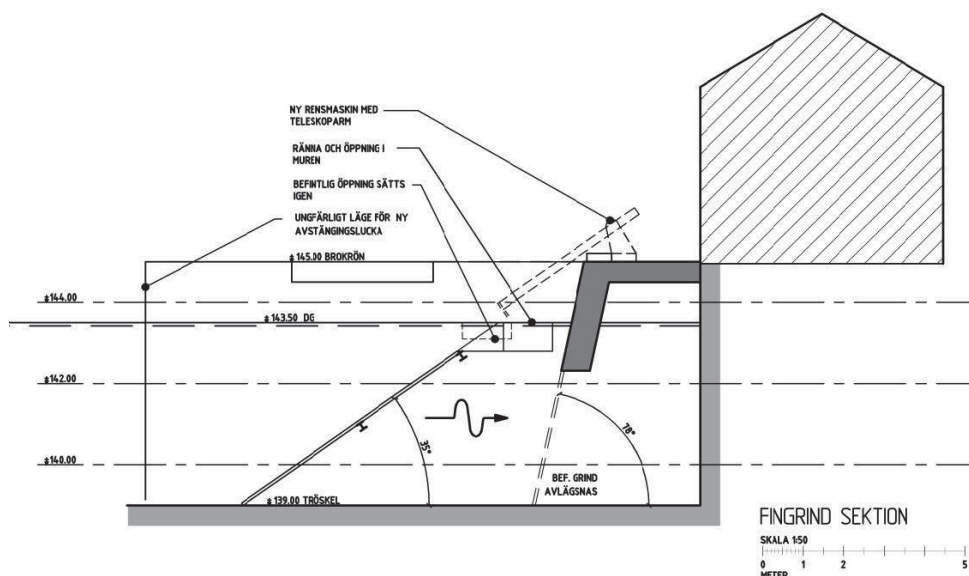 NY RENSMASKIN MED
TELESKOPARM
RÄNNA OCH ÖPPNING I
MUREN
BEFINTLIG ÖPPNING SÄTTS
IGEN
UNGFÄRLIGT LÄGE FÖR NY
AVSTÄNGINGSLUCKA
+145.00 BROKRÖN
+144.00
+143.50 DG
+142.00
35°
78°
+140.00
BEF. GRIND
AVLÄGSNAS
+139.00 TRÖSKEL
FINGRIND SEKTION
SKALA 1:50
0 1 2 5
METER